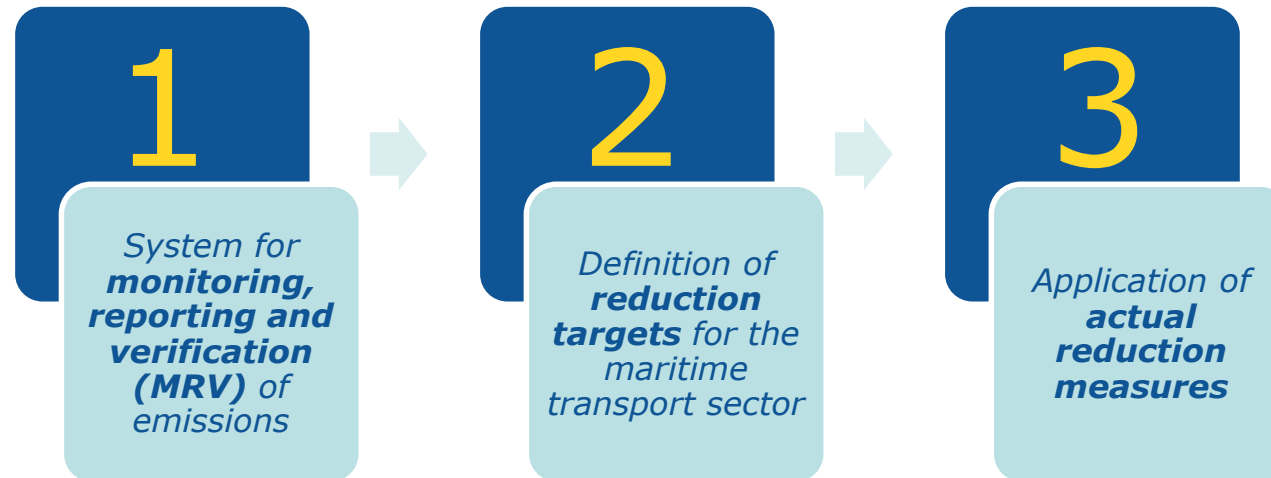 1
System for
monitoring,
reporting and
verification
(MRV) of
emissions
2
Definition of
reduction
targets for the
maritime
transport sector
3
Application of
actual
reduction
measures